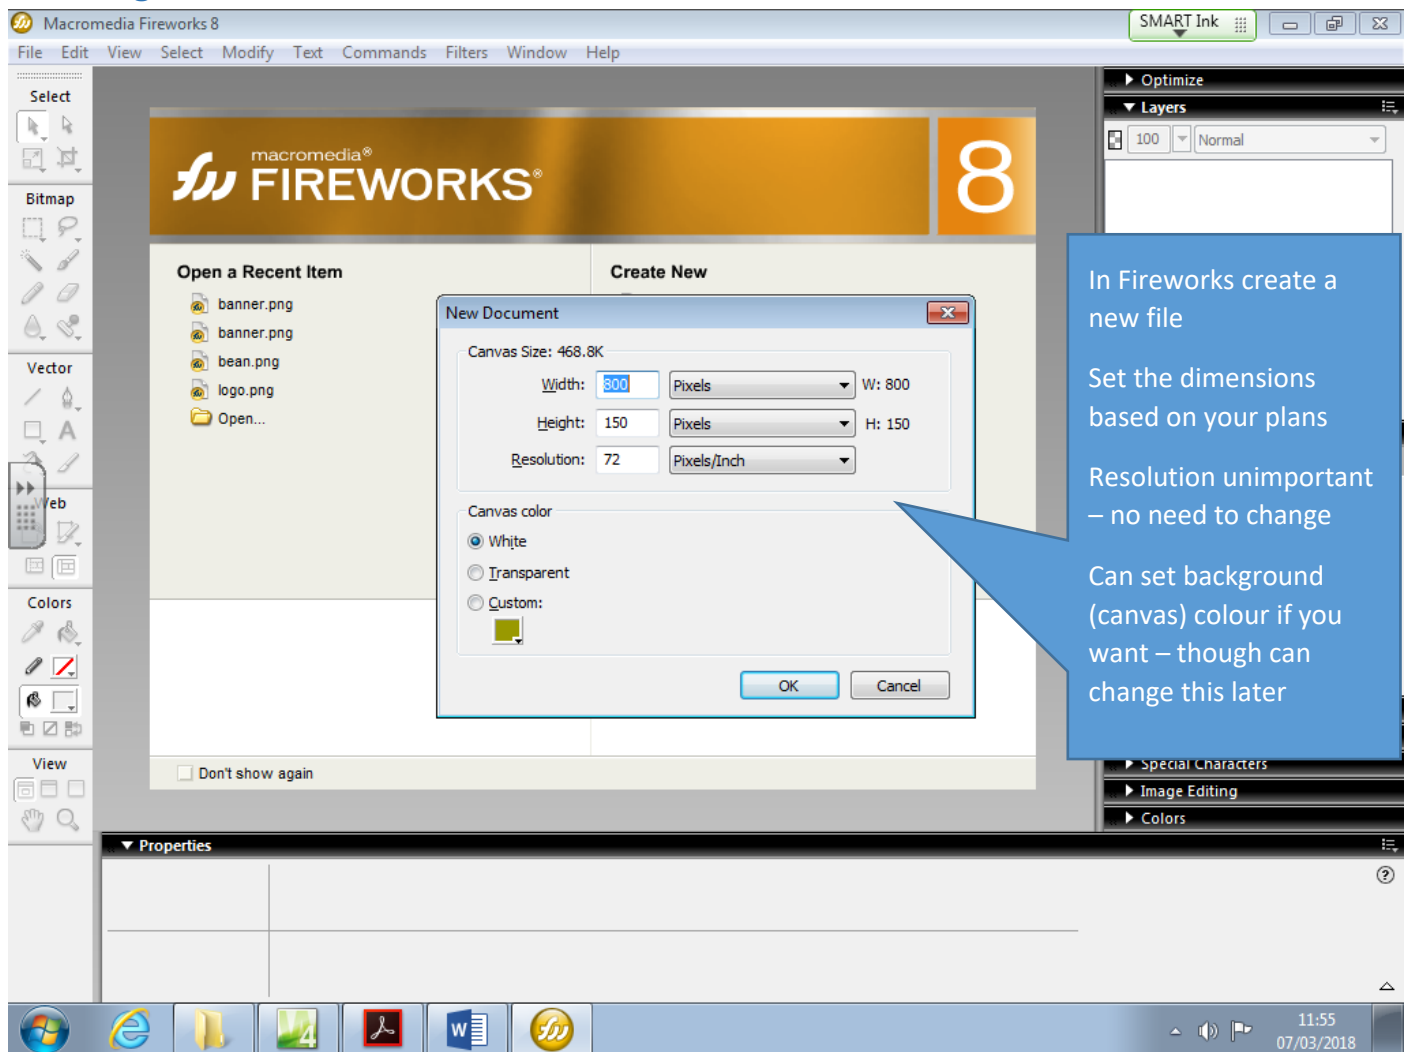 Macromedia Fireworks 8
SMART Ink
File Edit View Select Modify Text Commands Filters Window Help
Select
Bitmap
Vector
Web
Colors
View
macromedia®
FIREWORKS®
8
Open a Recent Item
banner.png
banner.png
bean.png
logo.png
Open...
Create New
New Document
Canvas Size: 468.8K
Width: 800 Pixels W: 800
Height: 150 Pixels H: 150
Resolution: 72 Pixels/Inch
Canvas color
White
Transparent
Custom:
OK Cancel
Don't show again
Optimize
Layers
100 Normal
In Fireworks create a
new file
Set the dimensions
based on your plans
Resolution unimportant
– no need to change
Can set background
(canvas) colour if you
want – though can
change this later
Special Characters
Image Editing
Colors
Properties
11:55
07/03/2018